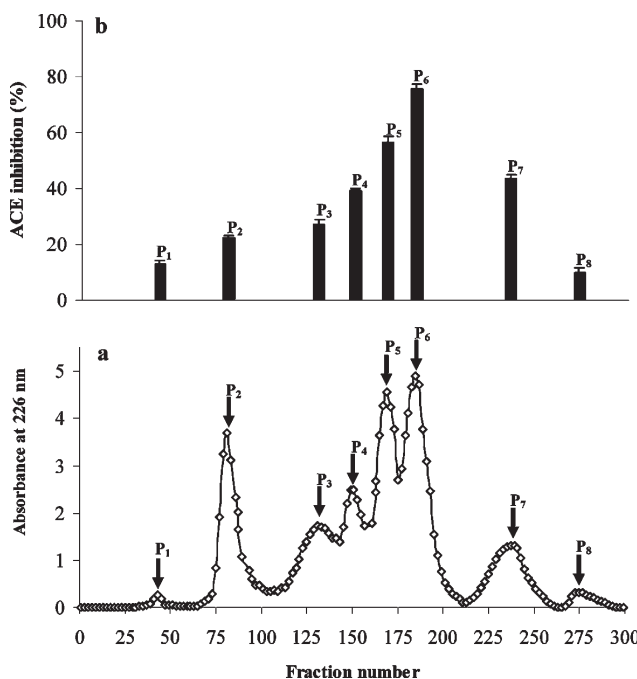 b
ACE inhibition (%)
100
80
60
40
20
0
P1
P2
P3
P4
P5
P6
P7
P8
a
Absorbance at 226 nm
5
4
3
2
1
0
P1
P2
P3
P4
P5
P6
P7
P8
0 25 50 75 100 125 150 175 200 225 250 275 300
Fraction number